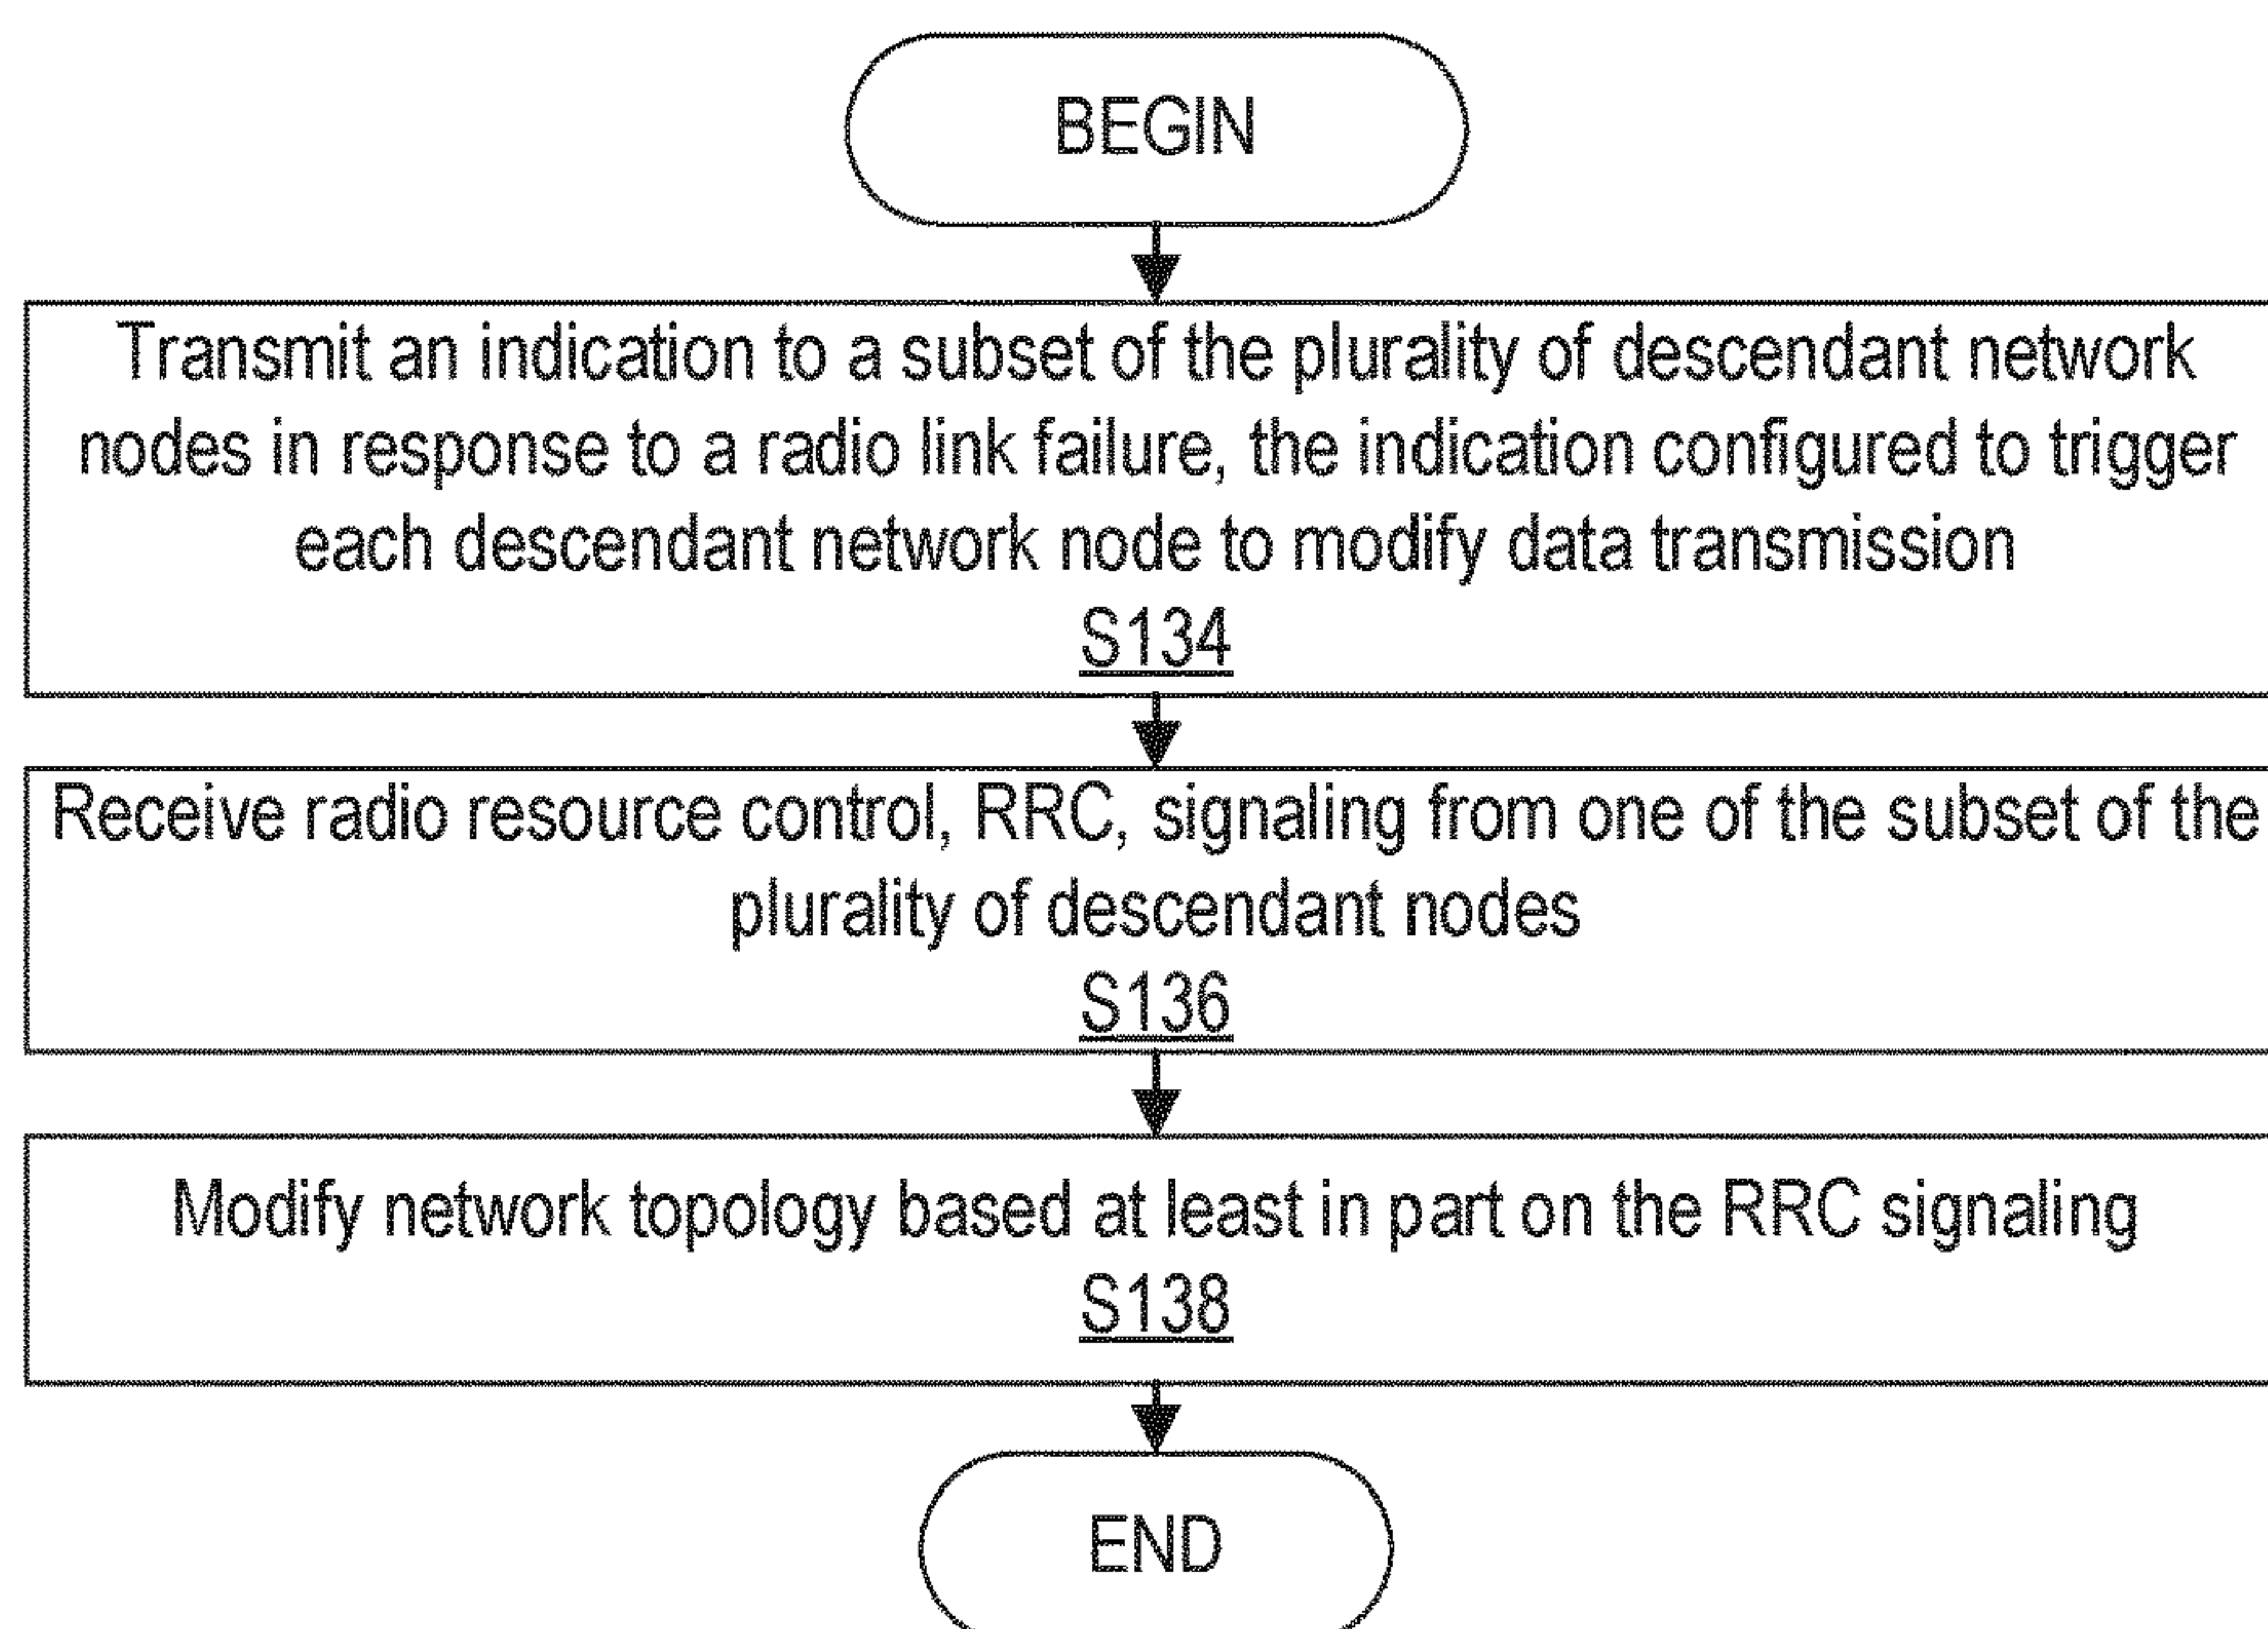 BEGIN
Transmit an indication to a subset of the plurality of descendant network
nodes in response to a radio link failure, the indication configured to trigger
each descendant network node to modify data transmission
S134
Receive radio resource control, RRC, signaling from one of the subset of the
plurality of descendant nodes
S136
Modify network topology based at least in part on the RRC signaling
S138
END